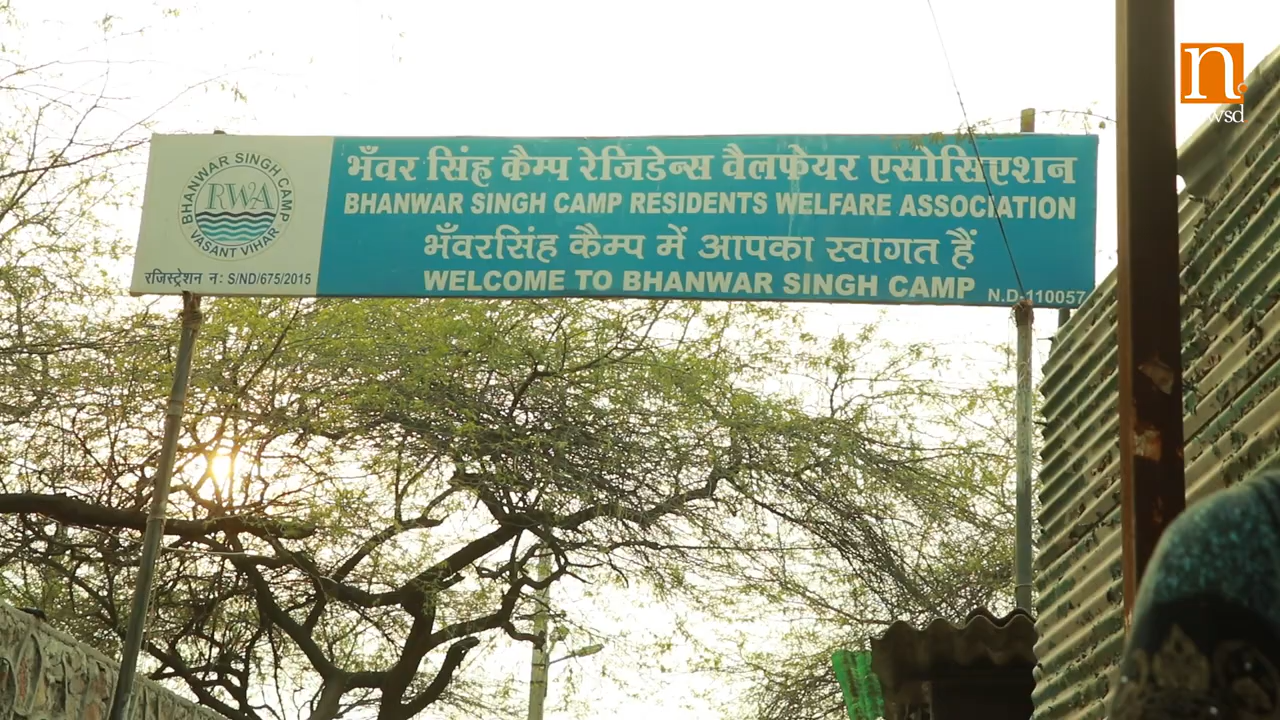 भँवर सिंह कैम्प रेजिडेन्स वैलफेयर एसोसिएशन
BHANWAR SINGH CAMP RESIDENTS WELFARE ASSOCIATION
भँवरसिंह कैम्प में आपका स्वागत हैं
WELCOME TO BHANWAR SINGH CAMP
N.D-110057
BHANWAR SINGH CAMP
RWA
VASANT VIHAR
रजिस्ट्रेशन नः S/ND/675/2015
n.